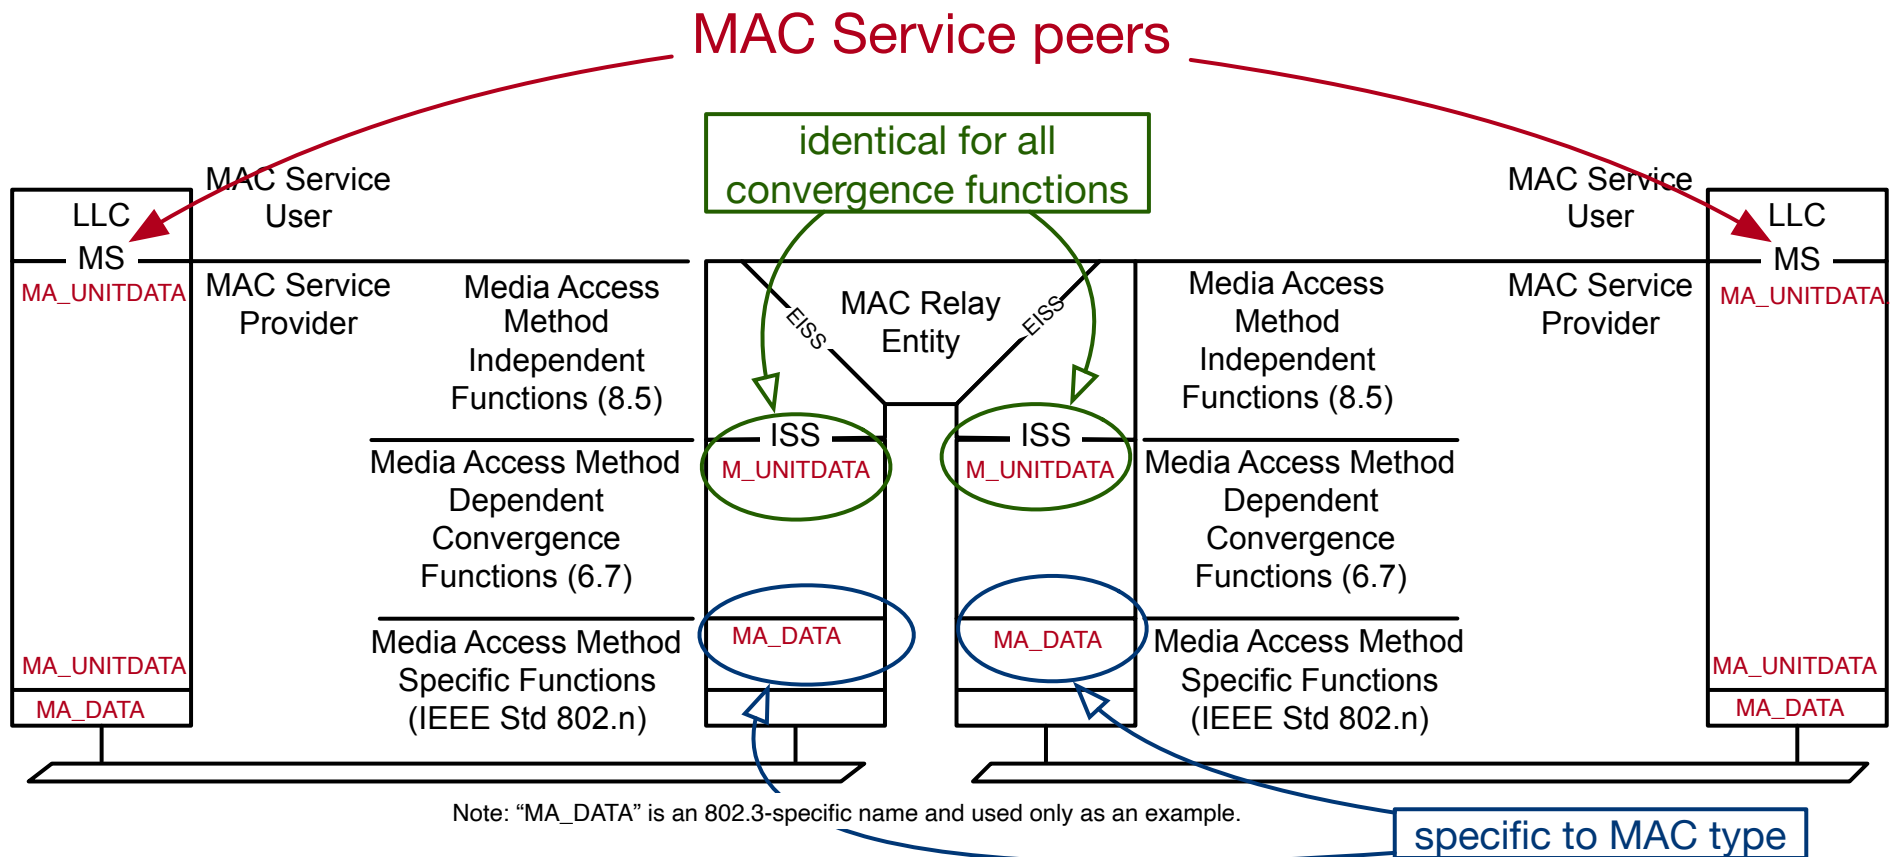 MAC Service peers
identical for all
convergence functions
MAC Service
User
LLC
MS
MA_UNITDATA
MAC Service
Provider
Media Access
Method
Independent
Functions (8.5)
EISS
MAC Relay
Entity
EISS
Media Access
Method
Independent
Functions (8.5)
MAC Service
User
LLC
MS
MA_UNITDATA
MAC Service
Provider
ISS
M_UNITDATA
ISS
M_UNITDATA
Media Access Method
Dependent
Convergence
Functions (6.7)
Media Access Method
Dependent
Convergence
Functions (6.7)
MA_DATA
MA_DATA
Media Access Method
Specific Functions
(IEEE Std 802.n)
Media Access Method
Specific Functions
(IEEE Std 802.n)
MA_UNITDATA
MA_DATA
MA_UNITDATA
MA_DATA
Note: “MA_DATA” is an 802.3-specific name and used only as an example.
specific to MAC type